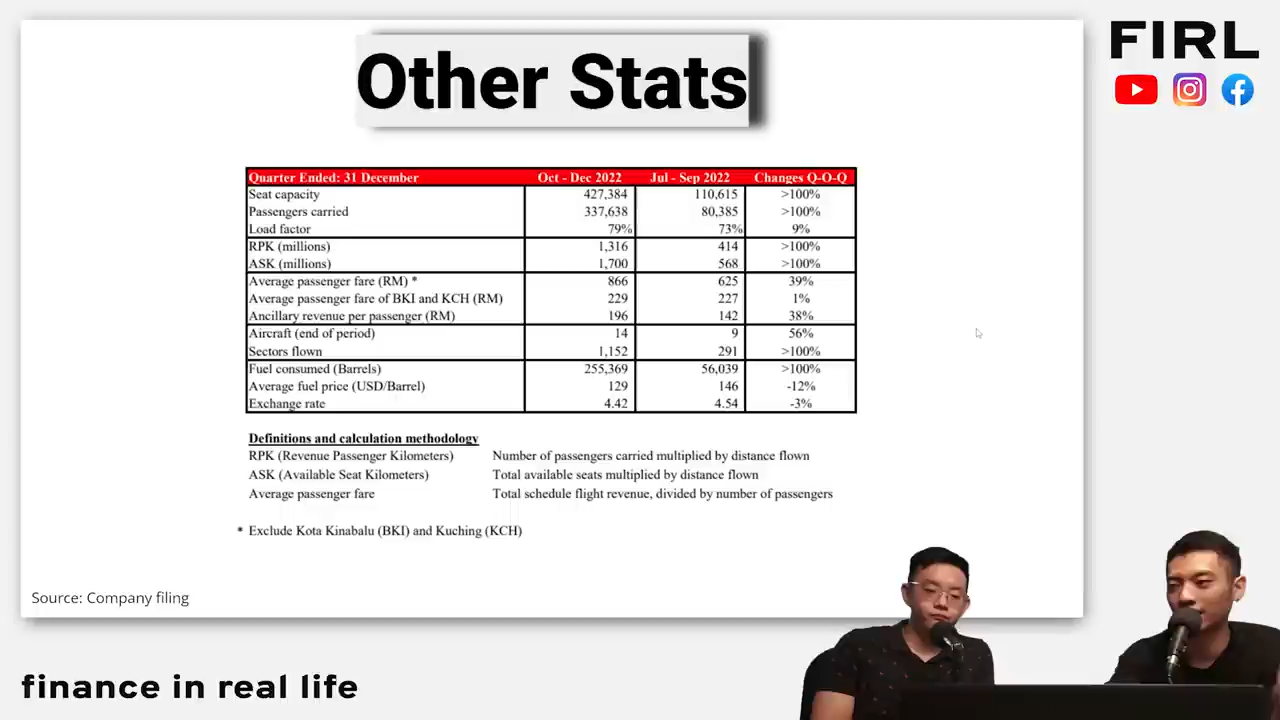 Other Stats
FIRL
Quarter Ended: 31 December Oct - Dec 2022 Jul - Sep 2022 Changes Q-O-Q
Seat capacity 427,384 110,615 >100%
Passengers carried 337,638 80,385 >100%
Load factor 79% 73% 9%
RPK (millions) 1,316 414 >100%
ASK (millions) 1,700 568 >100%
Average passenger fare (RM) * 866 625 39%
Average passenger fare of BKI and KCH (RM) 229 227 1%
Ancillary revenue per passenger (RM) 196 142 38%
Aircraft (end of period) 14 9 56%
Sectors flown 1,152 291 >100%
Fuel consumed (Barrels) 255,369 56,039 >100%
Average fuel price (USD/Barrel) 129 146 -12%
Exchange rate 4.42 4.54 -3%
Definitions and calculation methodology
RPK (Revenue Passenger Kilometers) Number of passengers carried multiplied by distance flown
ASK (Available Seat Kilometers) Total available seats multiplied by distance flown
Average passenger fare Total schedule flight revenue, divided by number of passengers
* Exclude Kota Kinabalu (BKI) and Kuching (KCH)
Source: Company filing
finance in real life